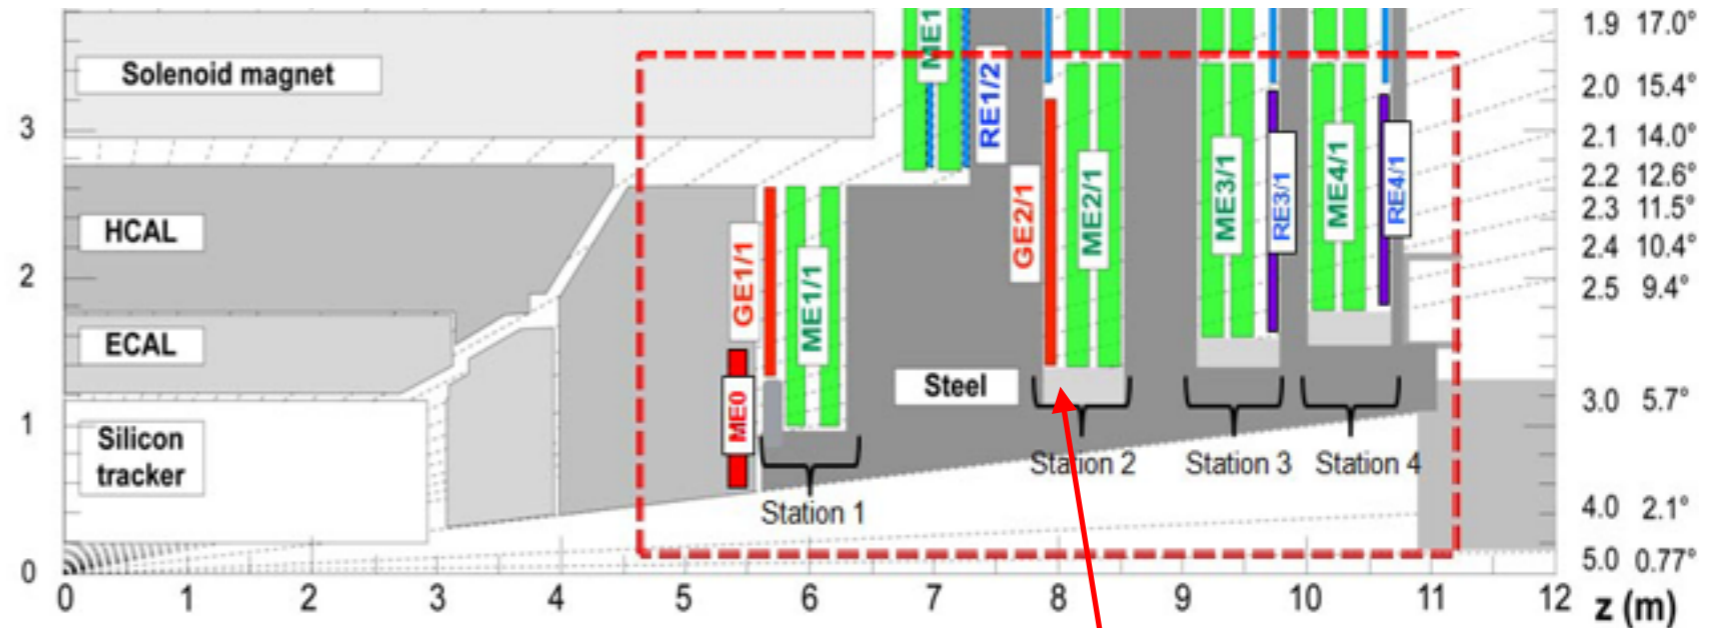 1.9 17.0°
Solenoid magnet
ME1
RE1/2
2.0 15.4°
3
2.1 14.0°
2.2 12.6°
HCAL
GE1/1
ME1/1
GE2/1
ME2/1
ME3/1
RE3/1
ME4/1
RE4/1
2.3 11.5°
2.4 10.4°
2
2.5 9.4°
ECAL
ME0
Steel
3.0 5.7°
1
Silicon
tracker
Station 1
Station 2
Station 3
Station 4
4.0 2.1°
5.0 0.77°
0
0 1 2 3 4 5 6 7 8 9 10 11 12 z (m)